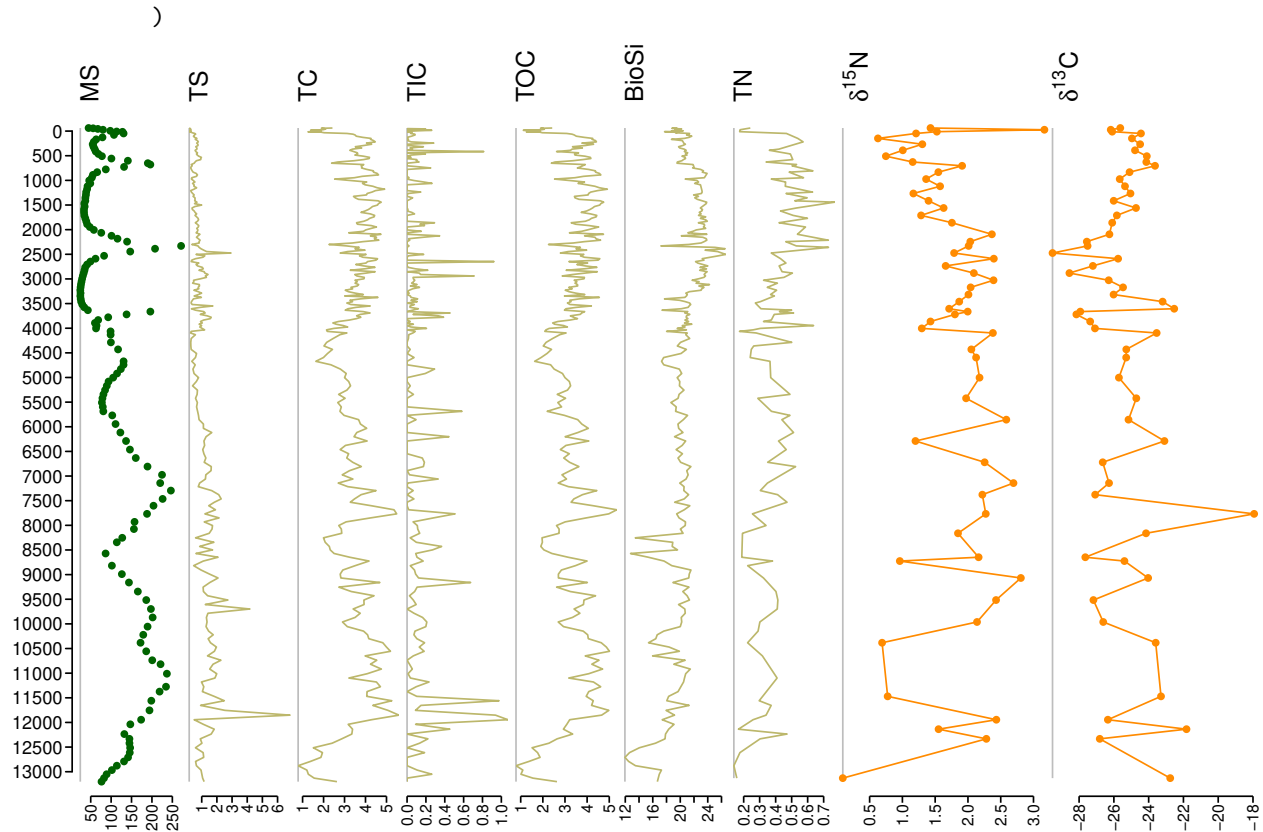 )
MS
TS
TC
TIC
TOC
BioSi
TN
δ15N
δ13C
0
500
1000
1500
2000
2500
3000
3500
4000
4500
5000
5500
6000
6500
7000
7500
8000
8500
9000
9500
10000
10500
11000
11500
12000
12500
13000
50 100 150 200 250
1 2 3 4 5 6
2 3 4 5
0.0 0.2 0.4 0.6 0.8 1.0
1 2 3 4 5
12 16 20 24
0.2 0.3 0.4 0.5 0.6 0.7
0.5 1.0 1.5 2.0 2.5 3.0
−28 −26 −24 −22 −20 −18